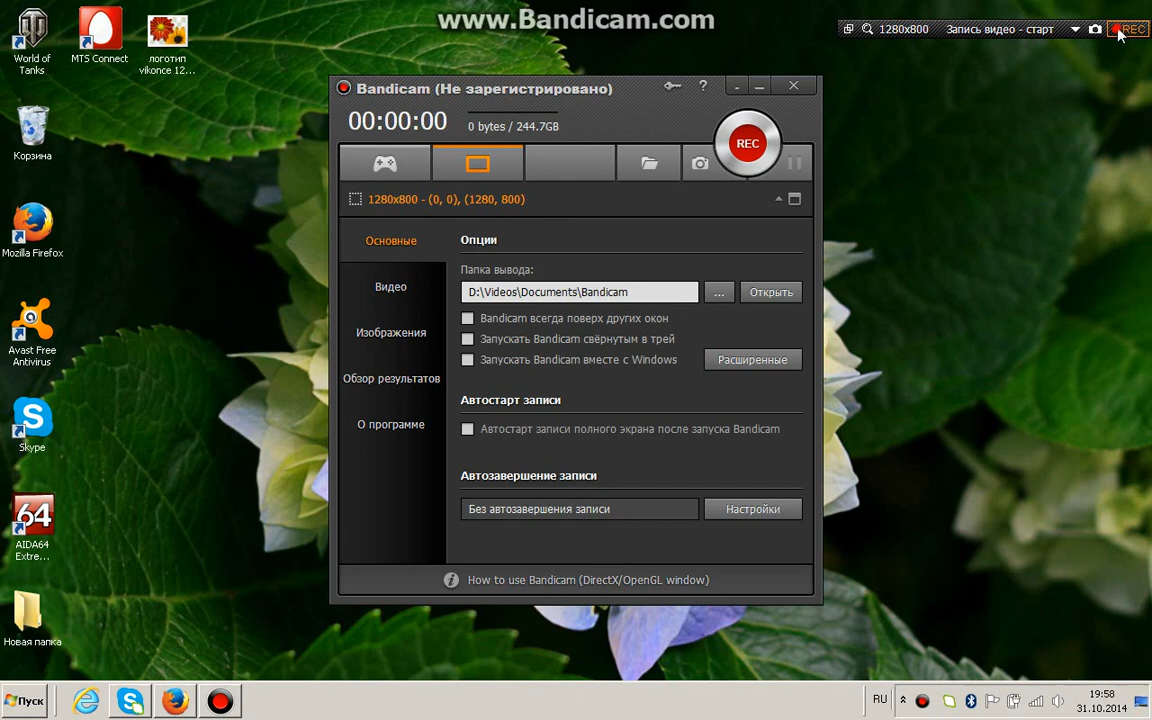 www.Bandicam.com
1280x800 Запись видео - старт REC
World of
Tanks
MTS Connect
логотип
vikonce 12...
Bandicam (Не зарегистрировано) ?
00:00:00 0 bytes / 244.7GB
REC
Корзина
1280x800 - (0, 0), (1280, 800)
Основные
Видео
Изображения
Обзор результатов
О программе
Опции
Папка вывода:
D:\Videos\Documents\Bandicam ... Открыть
Bandicam всегда поверх других окон
Запускать Bandicam свёрнутым в трей
Запускать Bandicam вместе с Windows Расширенные
Автостарт записи
Автостарт записи полного экрана после запуска Bandicam
Автозавершение записи
Без автозавершения записи Настройки
How to use Bandicam (DirectX/OpenGL window)
Mozilla Firefox
Avast Free
Antivirus
Skype
64
AIDA64
Extre...
Новая папка
Пуск
RU
19:58
31.10.2014